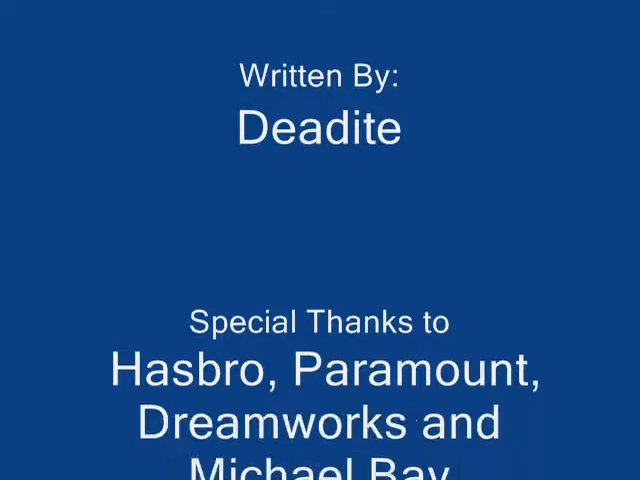 Written By:
Deadite
Special Thanks to
Hasbro, Paramount,
Dreamworks and
Michael Bay